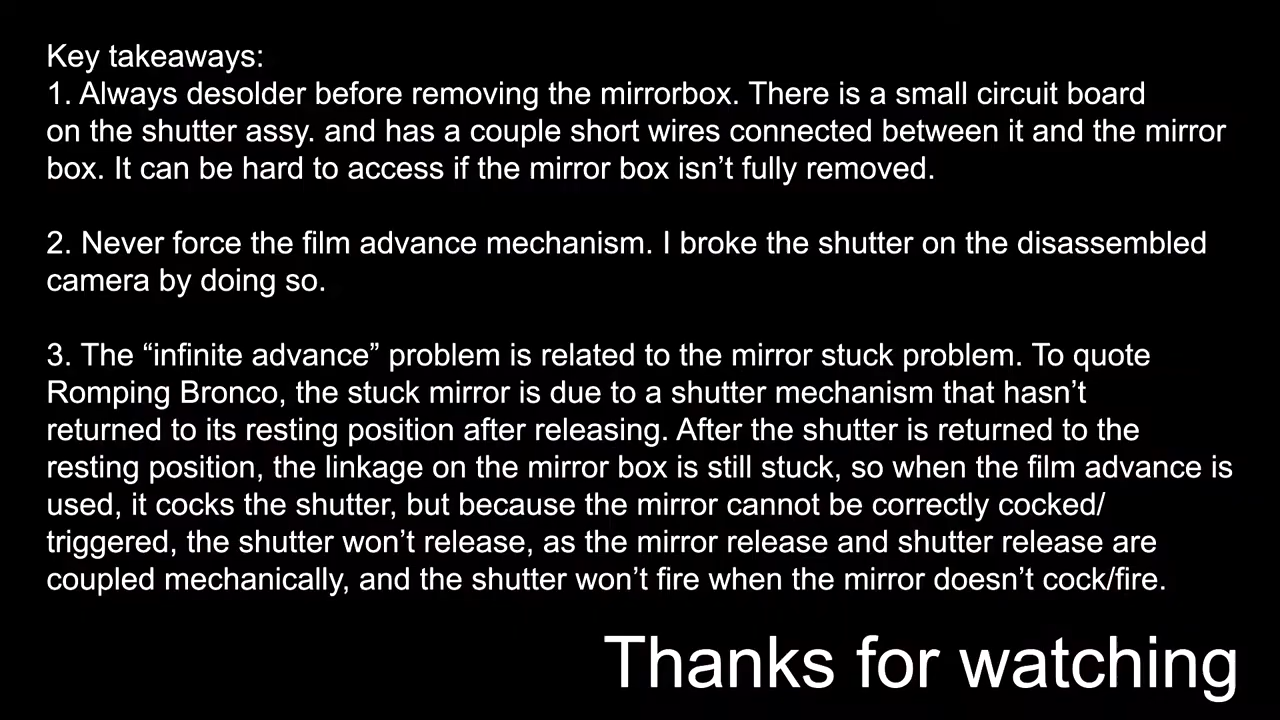 Key takeaways:
1. Always desolder before removing the mirrorbox. There is a small circuit board
on the shutter assy. and has a couple short wires connected between it and the mirror
box. It can be hard to access if the mirror box isn’t fully removed.
2. Never force the film advance mechanism. I broke the shutter on the disassembled
camera by doing so.
3. The “infinite advance” problem is related to the mirror stuck problem. To quote
Romping Bronco, the stuck mirror is due to a shutter mechanism that hasn’t
returned to its resting position after releasing. After the shutter is returned to the
resting position, the linkage on the mirror box is still stuck, so when the film advance is
used, it cocks the shutter, but because the mirror cannot be correctly cocked/
triggered, the shutter won’t release, as the mirror release and shutter release are
coupled mechanically, and the shutter won’t fire when the mirror doesn’t cock/fire.
Thanks for watching